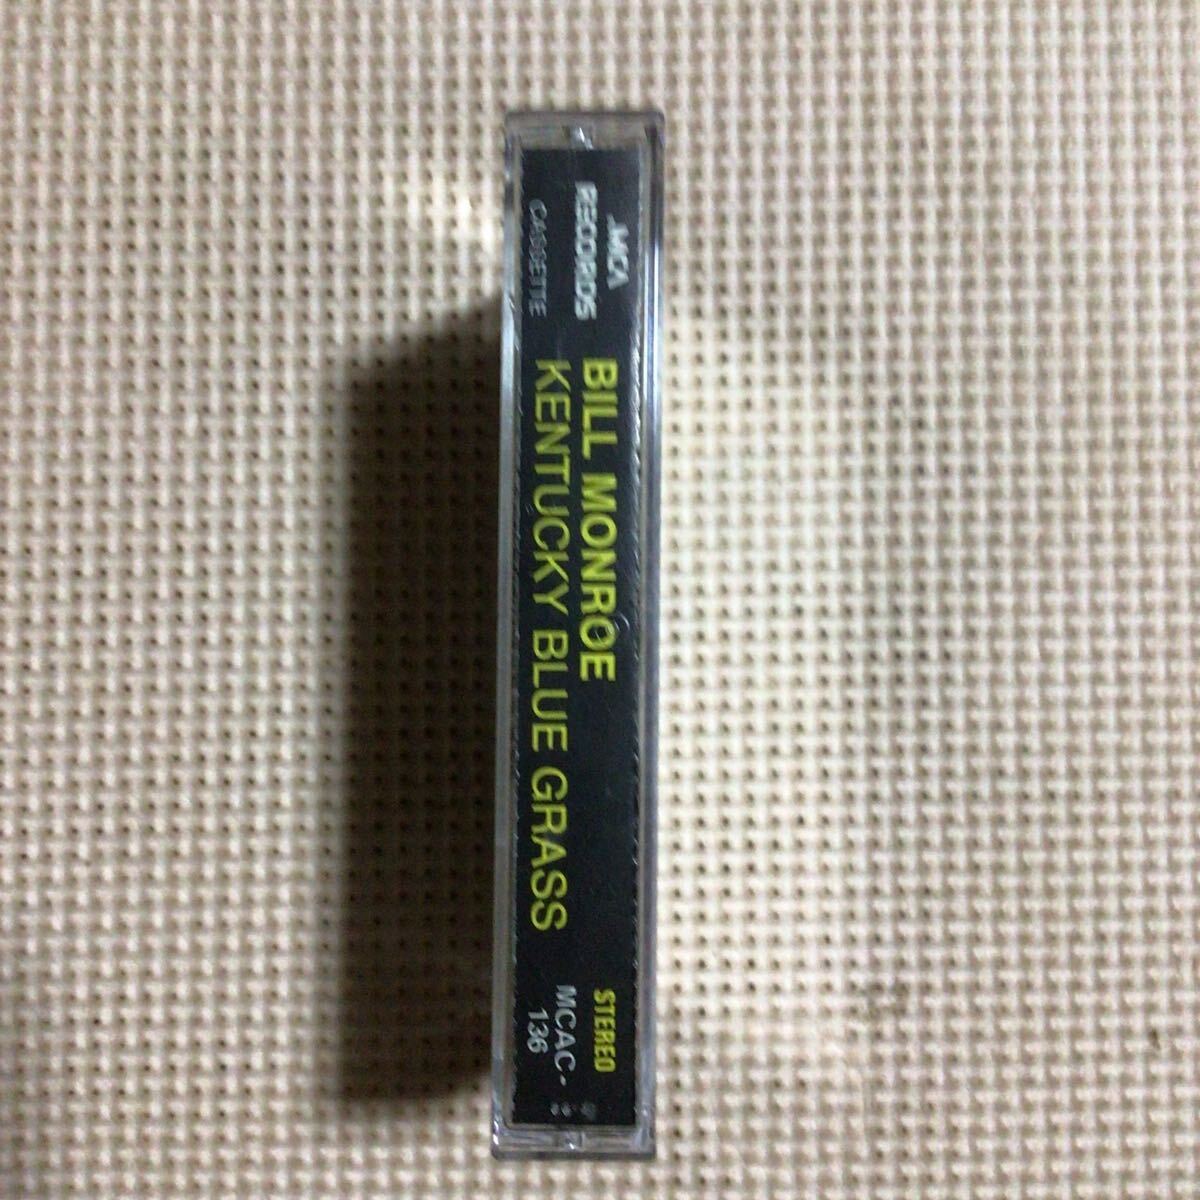 MCA
RECORDS
CASSETTE
BILL MONROE
KENTUCKY BLUE GRASS
STEREO
MCAC-
136